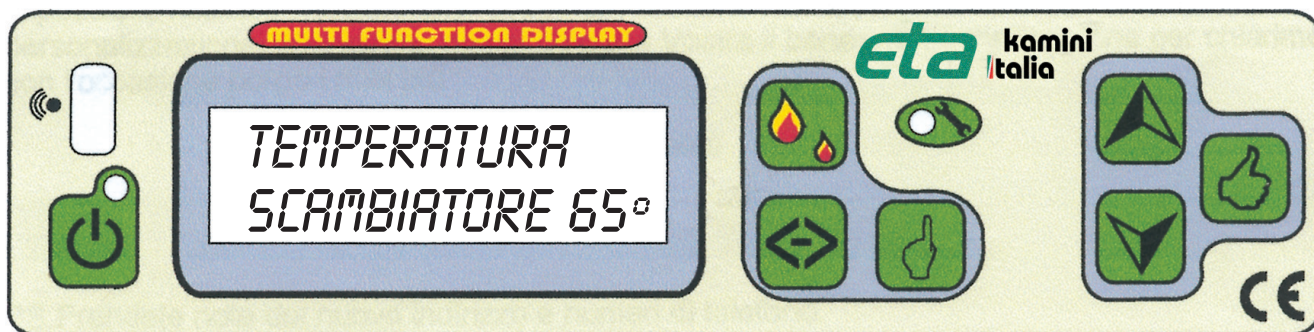 MULTI FUNCTION DISPLAY
eta kamini
italia
TEMPERATURA
SCAMBIATORE 65°
CE